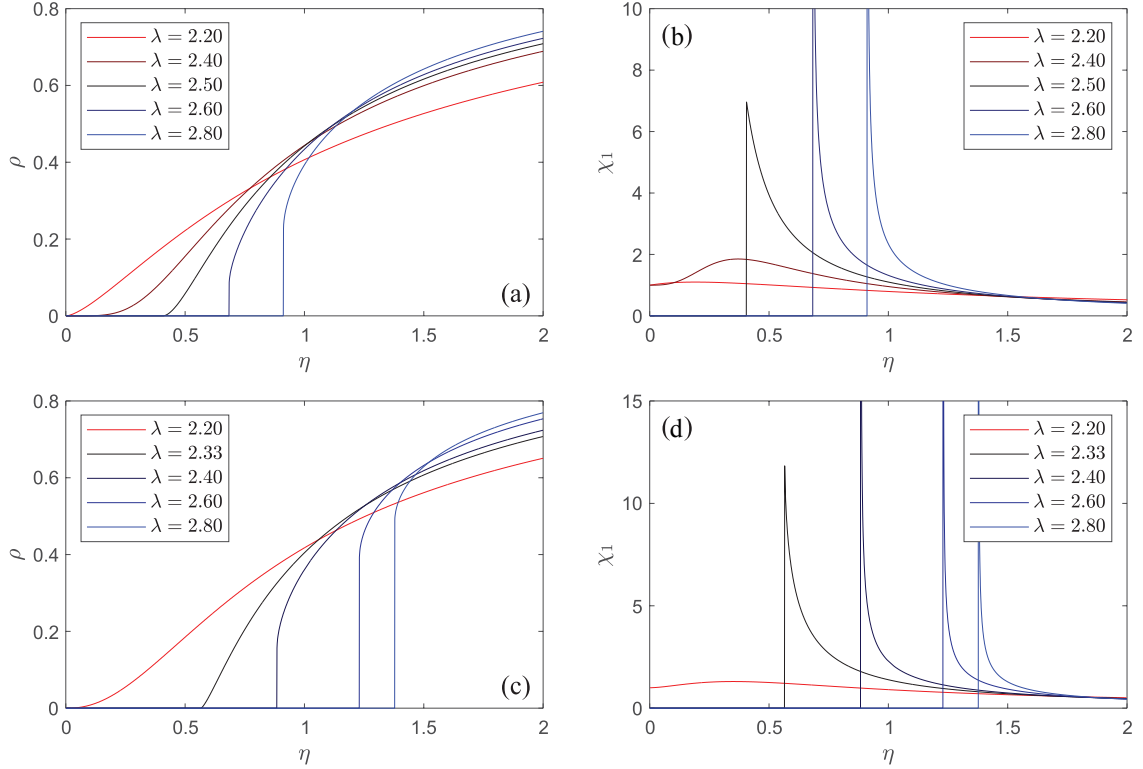 0.8
0.6
0.4
0.2
0
ρ
λ = 2.20
λ = 2.40
λ = 2.50
λ = 2.60
λ = 2.80
(a)
0
0.5
1
1.5
2
η
10
8
6
4
2
0
χ1
(b)
λ = 2.20
λ = 2.40
λ = 2.50
λ = 2.60
λ = 2.80
0
0.5
1
1.5
2
η
0.8
0.6
0.4
0.2
0
ρ
λ = 2.20
λ = 2.33
λ = 2.40
λ = 2.60
λ = 2.80
(c)
0
0.5
1
1.5
2
η
15
10
5
0
χ1
(d)
λ = 2.20
λ = 2.33
λ = 2.40
λ = 2.60
λ = 2.80
0
0.5
1
1.5
2
η